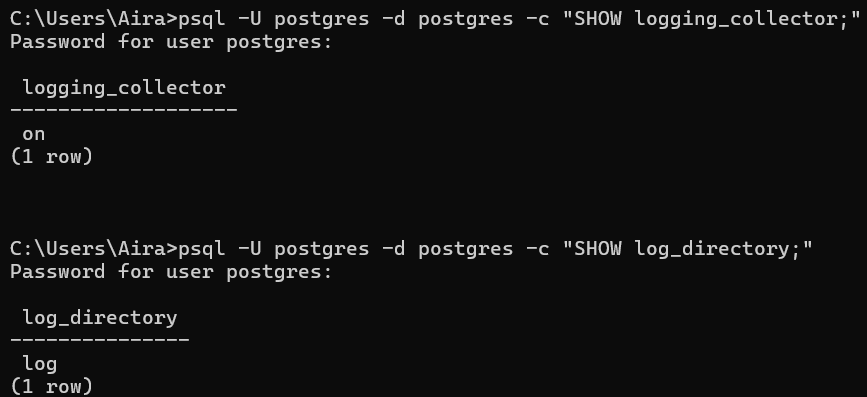 C:\Users\Aira>psql -U postgres -d postgres -c "SHOW logging_collector;"
Password for user postgres:
 logging_collector
-------------------
 on
(1 row)
C:\Users\Aira>psql -U postgres -d postgres -c "SHOW log_directory;"
Password for user postgres:
 log_directory
---------------
 log
(1 row)